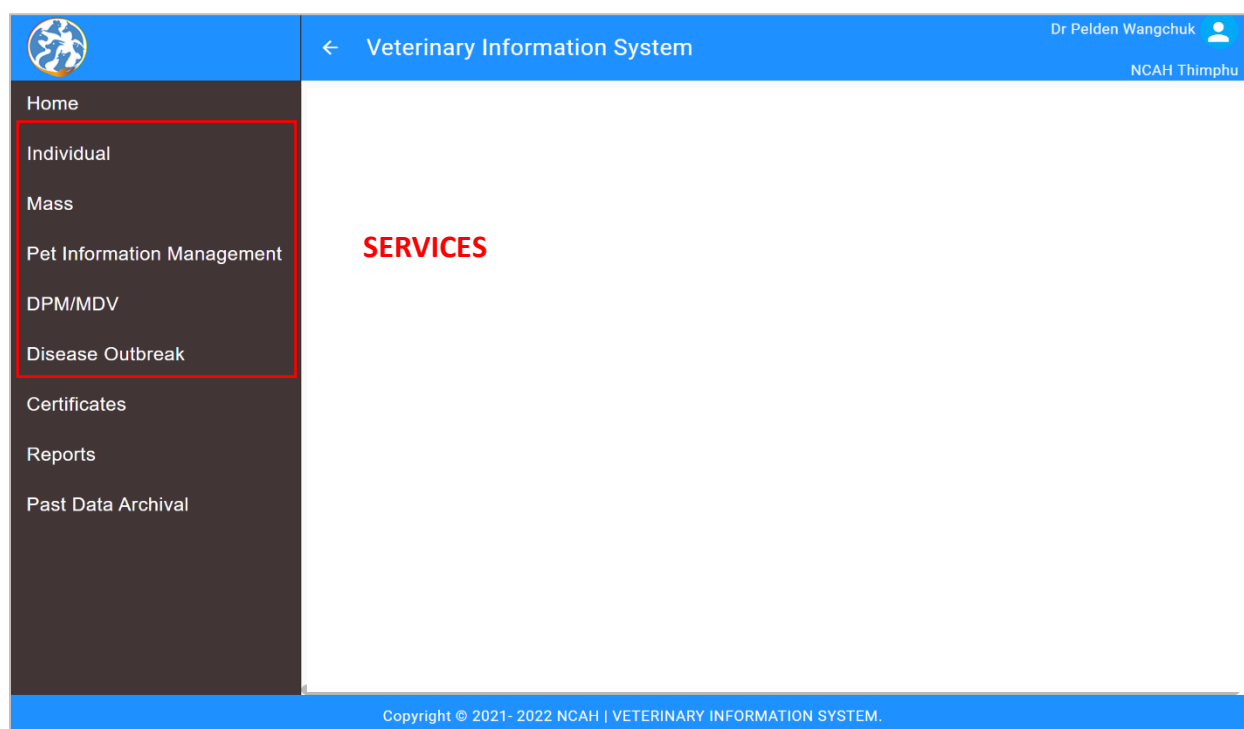 ← Veterinary Information System
Dr Pelden Wangchuk
NCAH Thimphu
Home
Individual
Mass
Pet Information Management
DPM/MDV
Disease Outbreak
Certificates
Reports
Past Data Archival
SERVICES
Copyright © 2021- 2022 NCAH | VETERINARY INFORMATION SYSTEM.